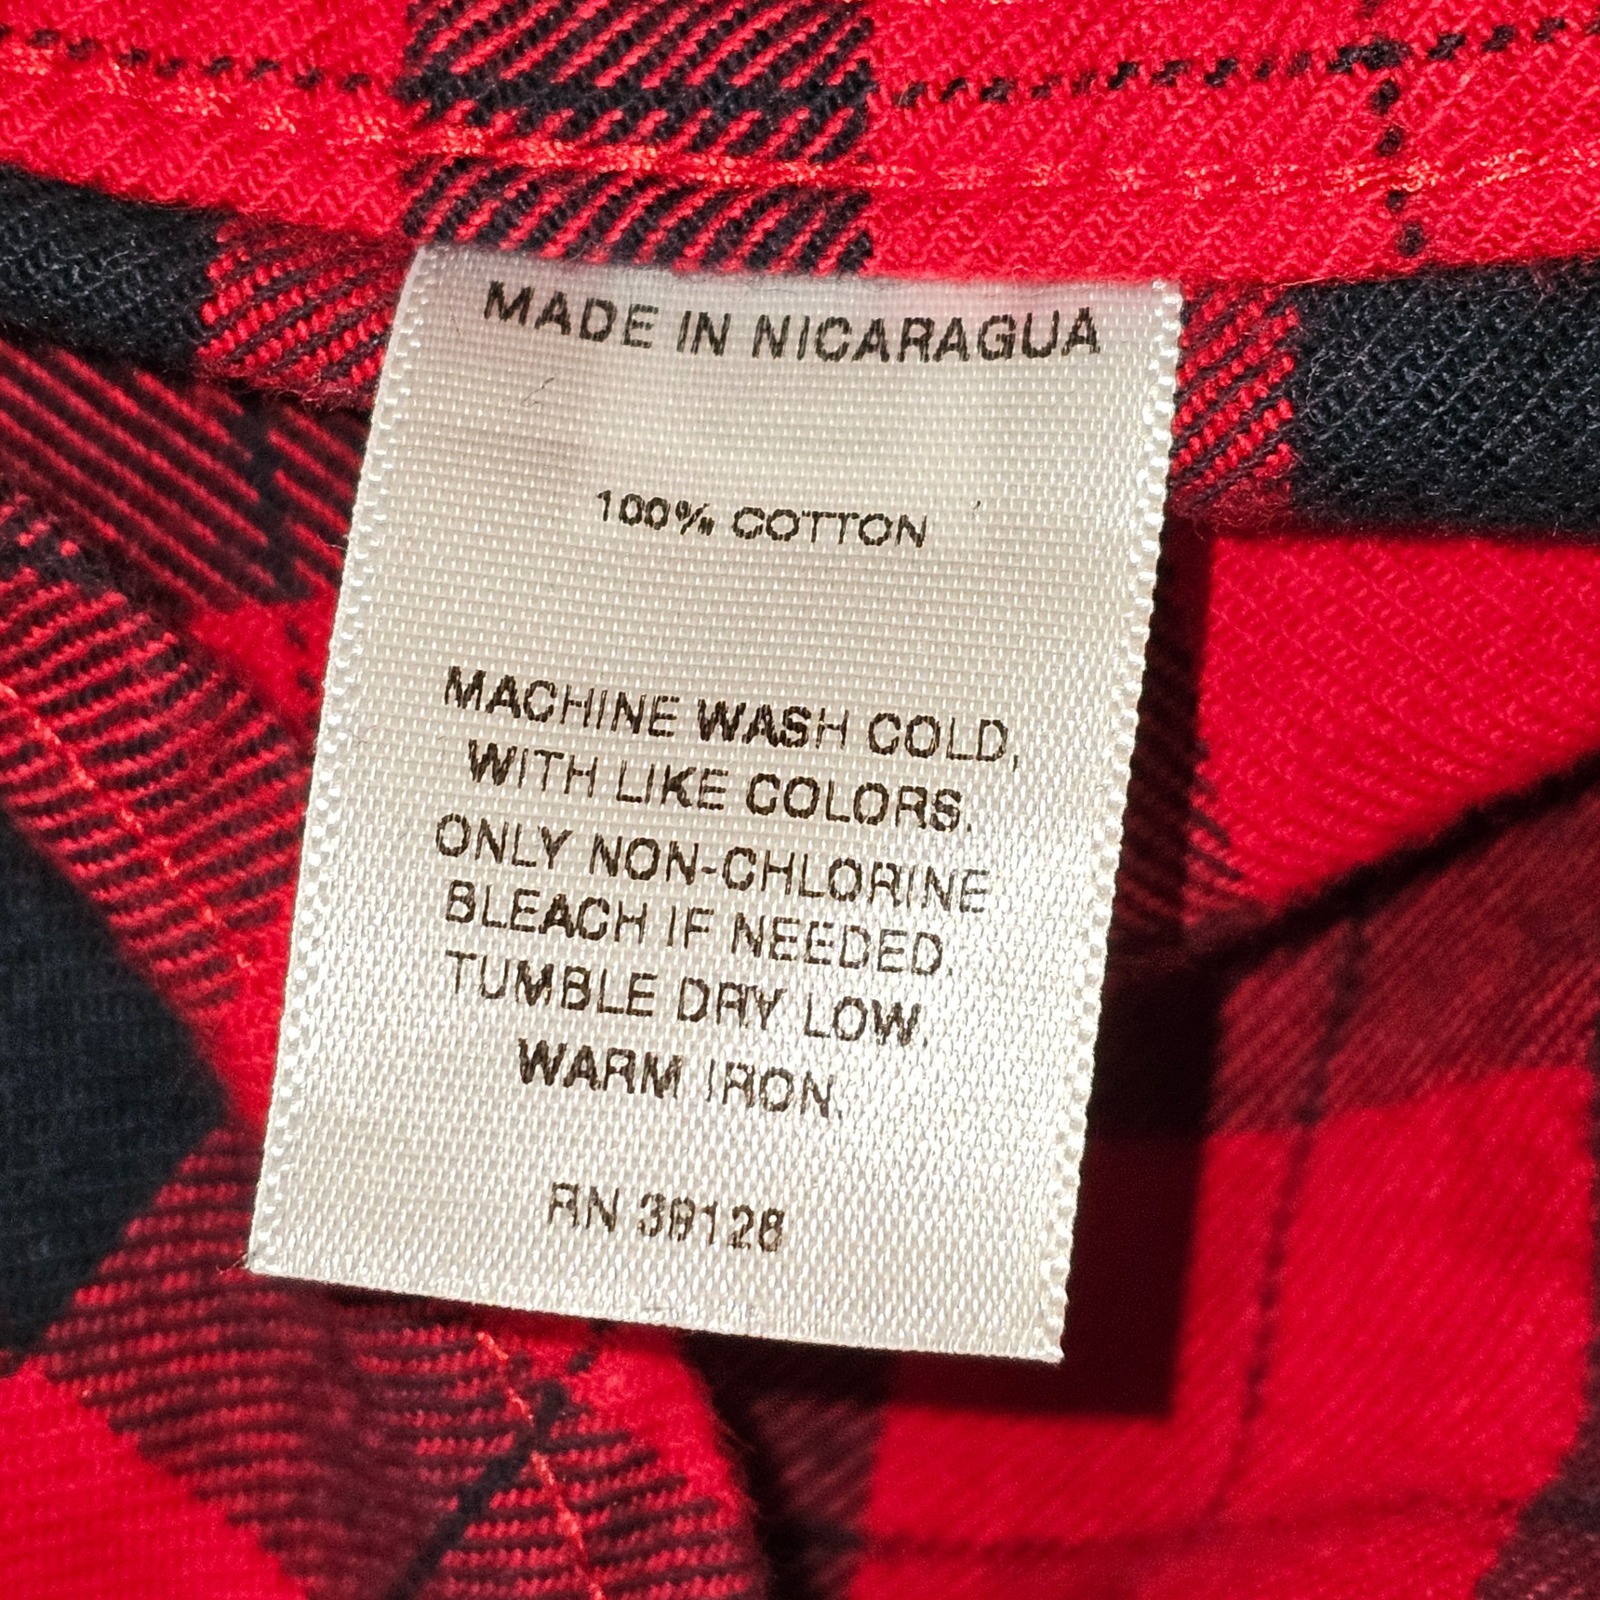 MADE IN NICARAGUA
100% COTTON
MACHINE WASH COLD,
WITH LIKE COLORS.
ONLY NON-CHLORINE
BLEACH IF NEEDED.
TUMBLE DRY LOW.
WARM IRON.
RN 39128